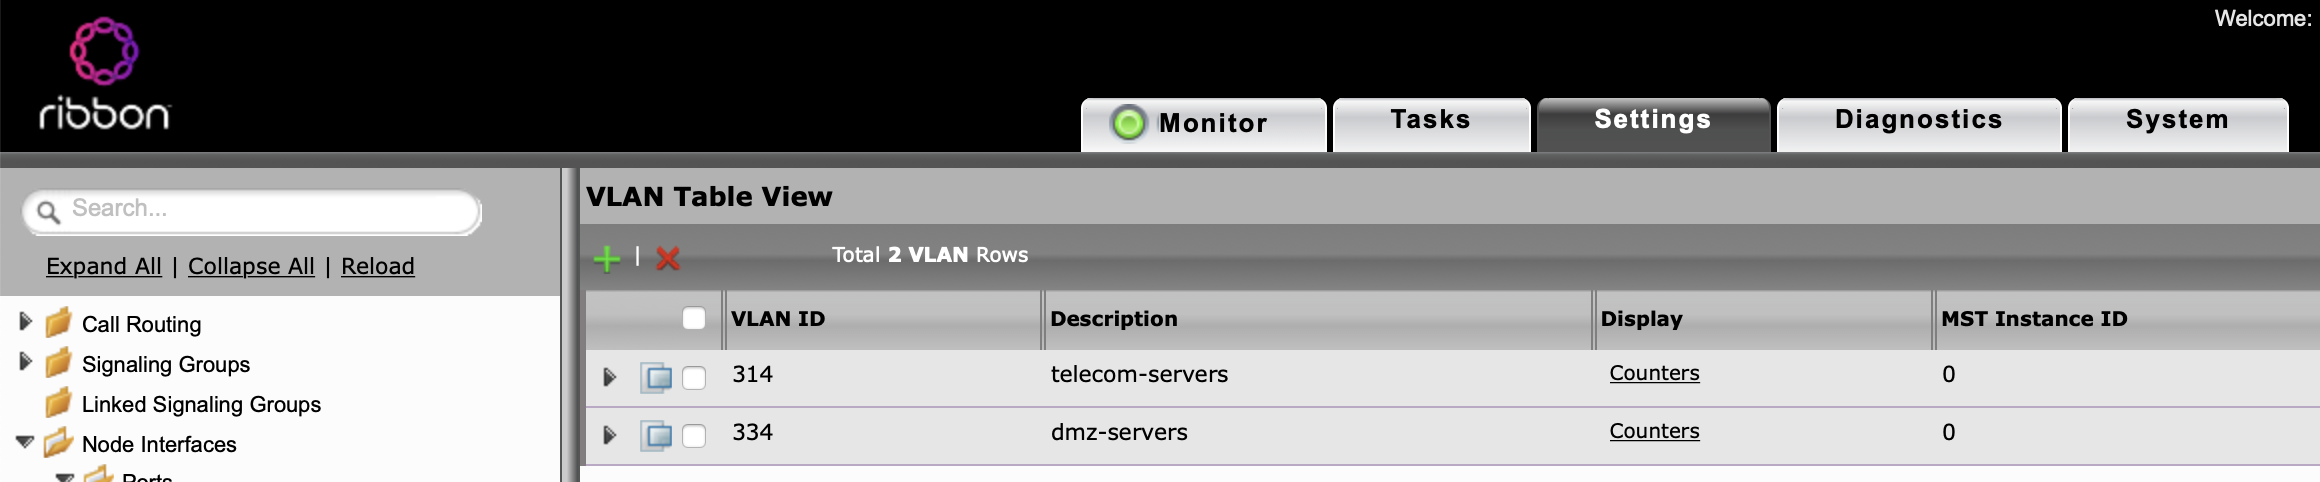 Welcome:
ribbon
Monitor
Tasks
Settings
Diagnostics
System
Search...
Expand All | Collapse All | Reload
Call Routing
Signaling Groups
Linked Signaling Groups
Node Interfaces
Ports
VLAN Table View
| Total 2 VLAN Rows
VLAN ID Description Display MST Instance ID
314 telecom-servers Counters 0
334 dmz-servers Counters 0